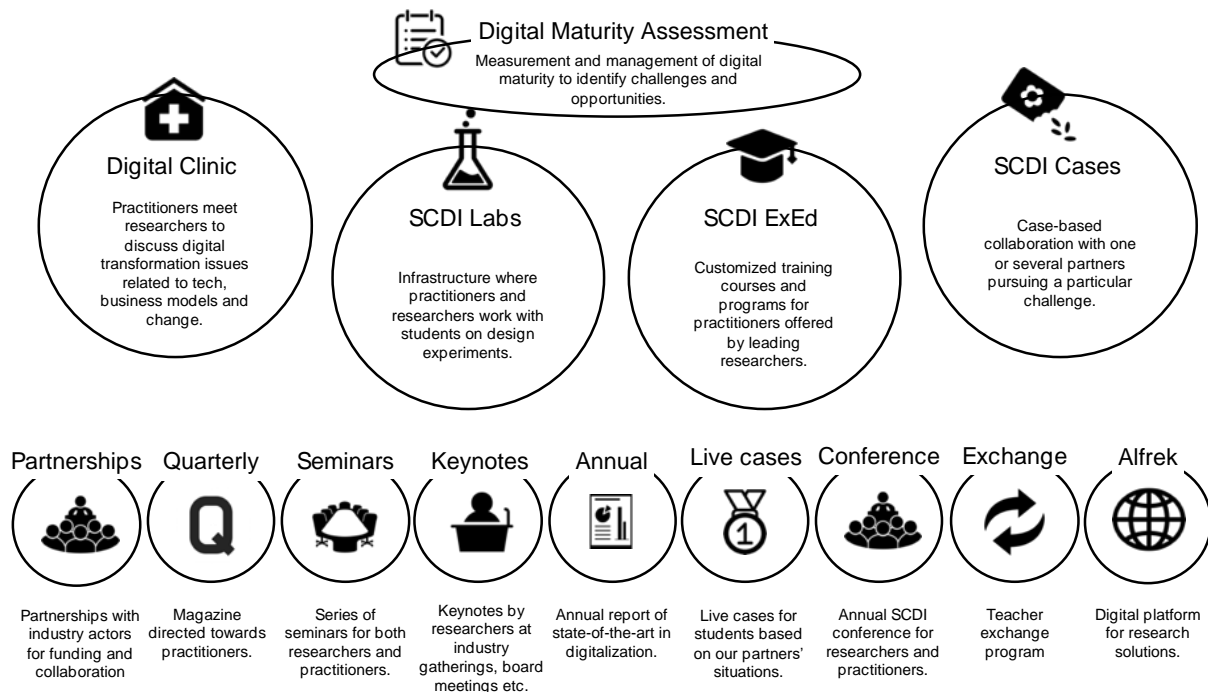 Digital Maturity Assessment
Measurement and management of digital
maturity to identify challenges and
opportunities.
Digital Clinic
Practitioners meet
researchers to
discuss digital
transformation issues
related to tech,
business models and
change.
SCDI Labs
Infrastructure where
practitioners and
researchers work with
students on design
experiments.
SCDI ExEd
Customized training
courses and
programs for
practitioners offered
by leading
researchers.
SCDI Cases
Case-based
collaboration with one
or several partners
pursuing a particular
challenge.
Partnerships
Partnerships with
industry actors
for funding and
collaboration
Quarterly
Q
Magazine
directed towards
practitioners.
Seminars
Series of
seminars for both
researchers and
practitioners.
Keynotes
Keynotes by
researchers at
industry
gatherings, board
meetings etc.
Annual
Annual report of
state-of-the-art in
digitalization.
Live cases
1
Live cases for
students based
on our partners’
situations.
Conference
Annual SCDI
conference for
researchers and
practitioners.
Exchange
Teacher
exchange
program
Alfrek
Digital platform
for research
solutions.